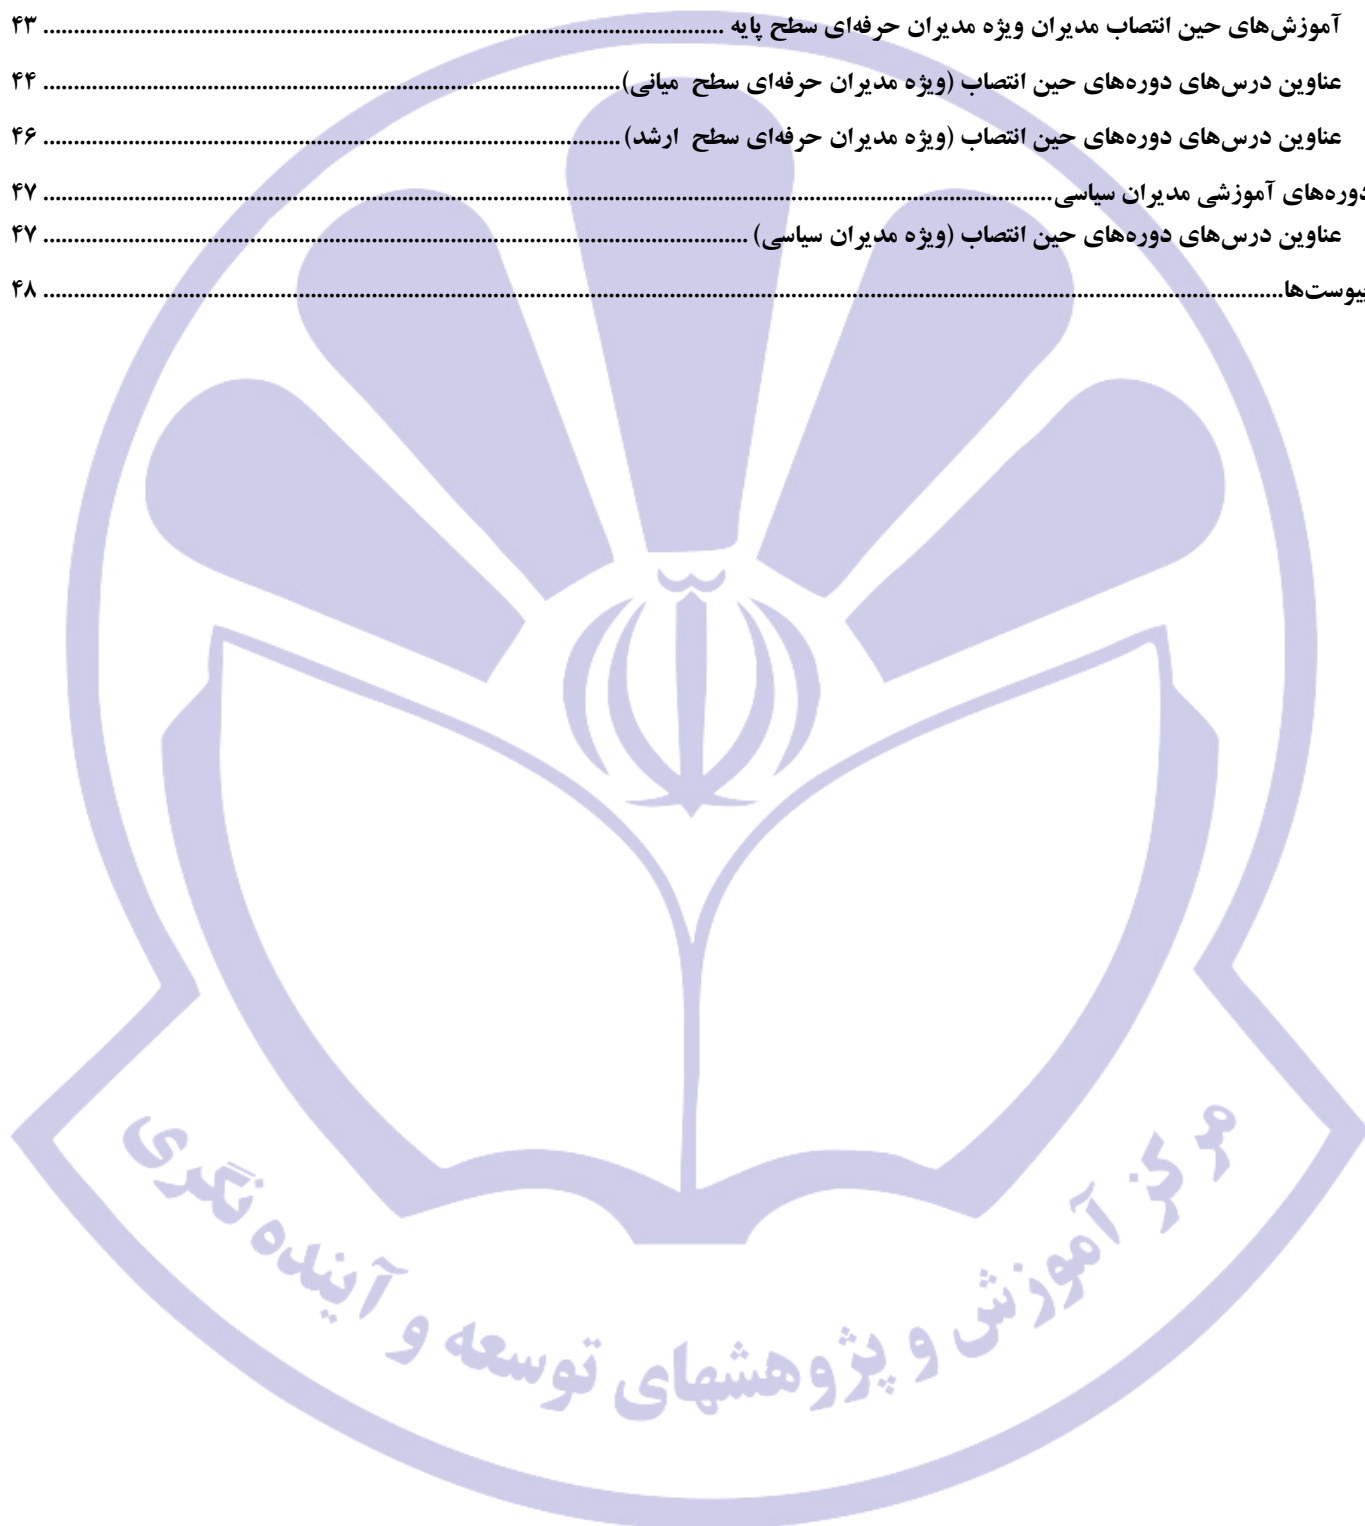 آموزش‌های حین انتصاب مدیران ویژه مدیران حرفه‌ای سطح پایه ........ ۴۳
عناوین درس‌های دوره‌های حین انتصاب (ویژه مدیران حرفه‌ای سطح میانی) ........ ۴۴
عناوین درس‌های دوره‌های حین انتصاب (ویژه مدیران حرفه‌ای سطح ارشد) ........ ۴۶
دوره‌های آموزشی مدیران سیاسی ........ ۴۷
عناوین درس‌های دوره‌های حین انتصاب (ویژه مدیران سیاسی) ........ ۴۷
پیوست‌ها ........ ۴۸
مرکز آموزش و پژوهشهای توسعه و آینده نگری